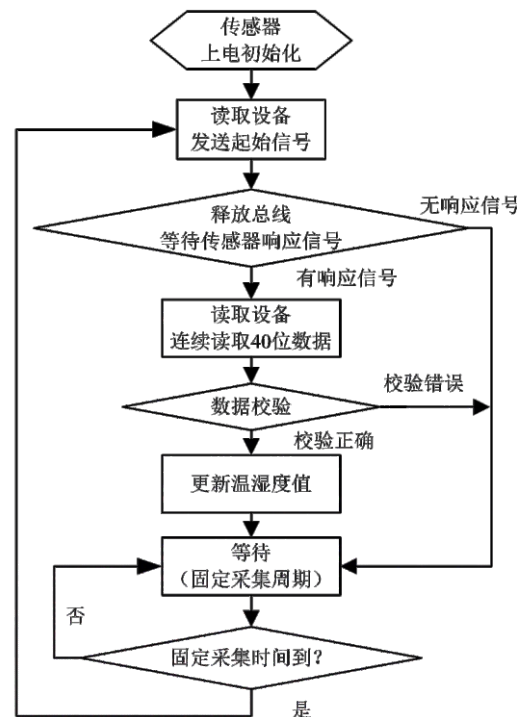 传感器
上电初始化
读取设备
发送起始信号
释放总线
等待传感器响应信号
无响应信号
有响应信号
读取设备
连续读取40位数据
数据校验
校验错误
校验正确
更新温湿度值
等待
（固定采集周期）
否
固定采集时间到？
是